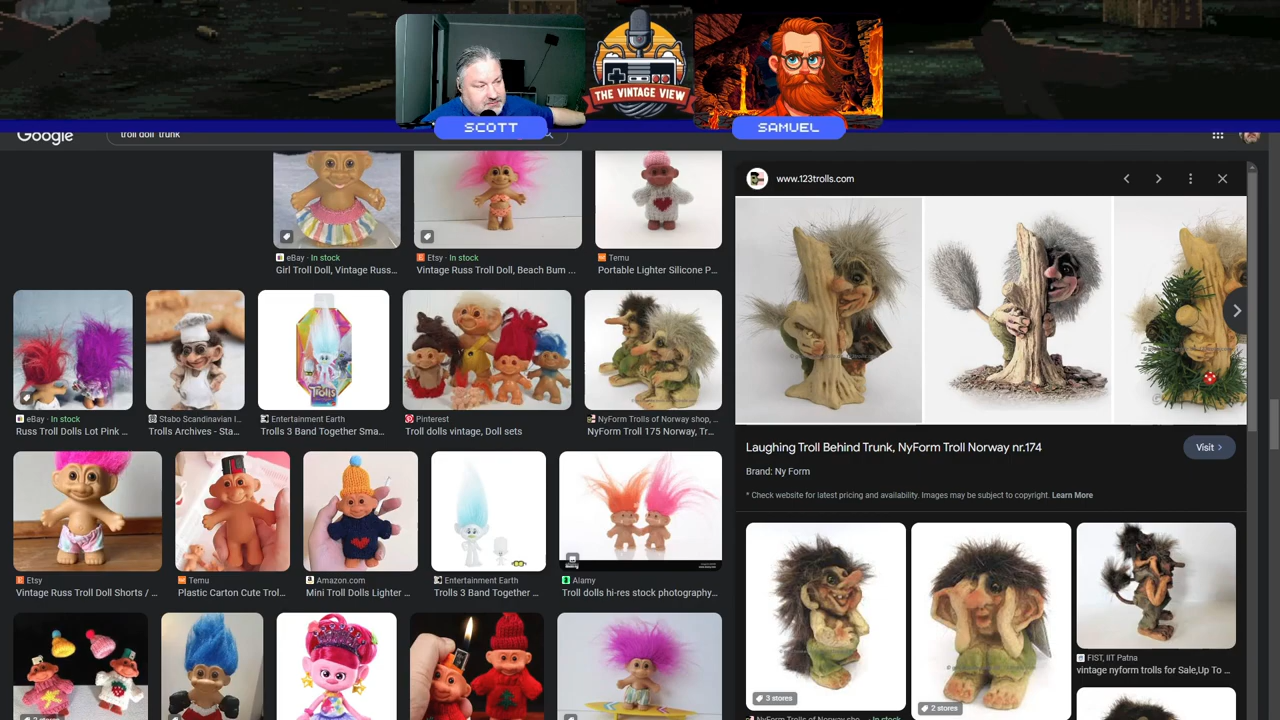 THE VINTAGE VIEW
SCOTT
SAMUEL
Google
troll doll trunk
www.123trolls.com
eBay · In stock
Girl Troll Doll, Vintage Russ...
Etsy · In stock
Vintage Russ Troll Doll, Beach Bum ...
Temu
Portable Lighter Silicone P...
Laughing Troll Behind Trunk, NyForm Troll Norway nr.174
Visit
Brand: Ny Form
* Check website for latest pricing and availability. Images may be subject to copyright. Learn More
eBay · In stock
Russ Troll Dolls Lot Pink ...
Stabo Scandinavian I...
Trolls Archives - Sta...
Entertainment Earth
Trolls 3 Band Together Sma...
Pinterest
Troll dolls vintage, Doll sets
NyForm Trolls of Norway shop, ...
NyForm Troll 175 Norway, Tr...
Etsy
Vintage Russ Troll Doll Shorts / ...
Temu
Plastic Carton Cute Trol...
Amazon.com
Mini Troll Dolls Lighter ...
Entertainment Earth
Trolls 3 Band Together ...
Alamy
Troll dolls hi-res stock photography...
3 stores
2 stores
FIST, IIT Patna
vintage nyform trolls for Sale,Up To ...